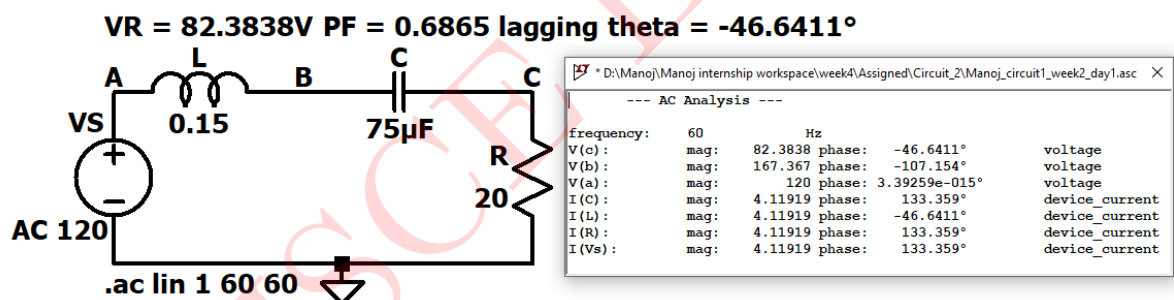 VR = 82.3838V PF = 0.6865 lagging theta = -46.6411°
A
L
B
C
C
VS
0.15
75µF
R
20
AC 120
.ac lin 1 60 60
* D:\Manoj\Manoj internship workspace\week4\Assigned\Circuit_2\Manoj_circuit1_week2_day1.asc
--- AC Analysis ---
frequency: 60 Hz
V(c): mag: 82.3838 phase: -46.6411° voltage
V(b): mag: 167.367 phase: -107.154° voltage
V(a): mag: 120 phase: 3.39259e-015° voltage
I(C): mag: 4.11919 phase: 133.359° device_current
I(L): mag: 4.11919 phase: -46.6411° device_current
I(R): mag: 4.11919 phase: 133.359° device_current
I(Vs): mag: 4.11919 phase: 133.359° device_current